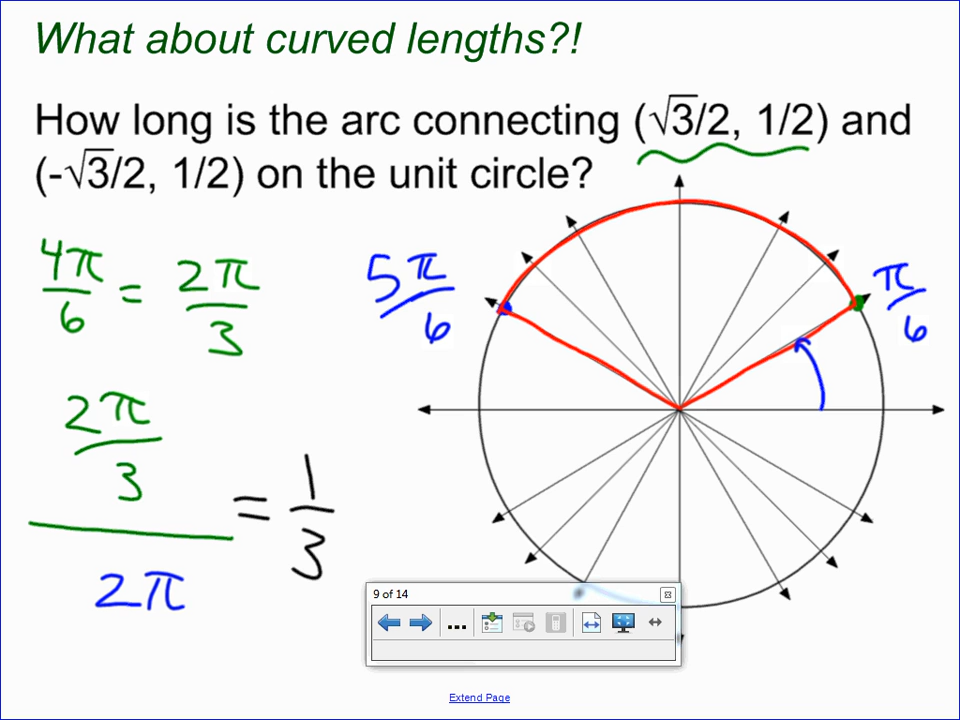 What about curved lengths?!
How long is the arc connecting (√3/2, 1/2) and
(-√3/2, 1/2) on the unit circle?
4π/6 = 2π/3
5π/6
π/6
2π/3
/2π = 1/3
9 of 14
...
Extend Page